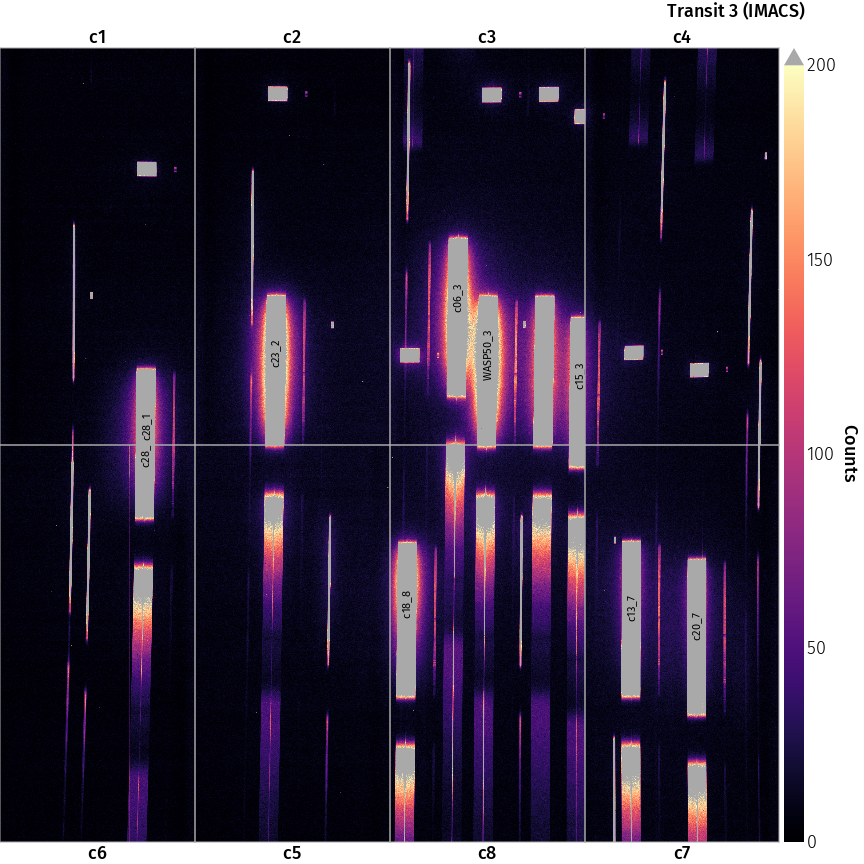 Transit 3 (IMACS)
c1 c2 c3 c4
200
150
100
50
0
Counts
c06_3
c23_2
WASP50_3
c15_3
c28_ c28_1
c18_8
c13_7
c20_7
c6 c5 c8 c7